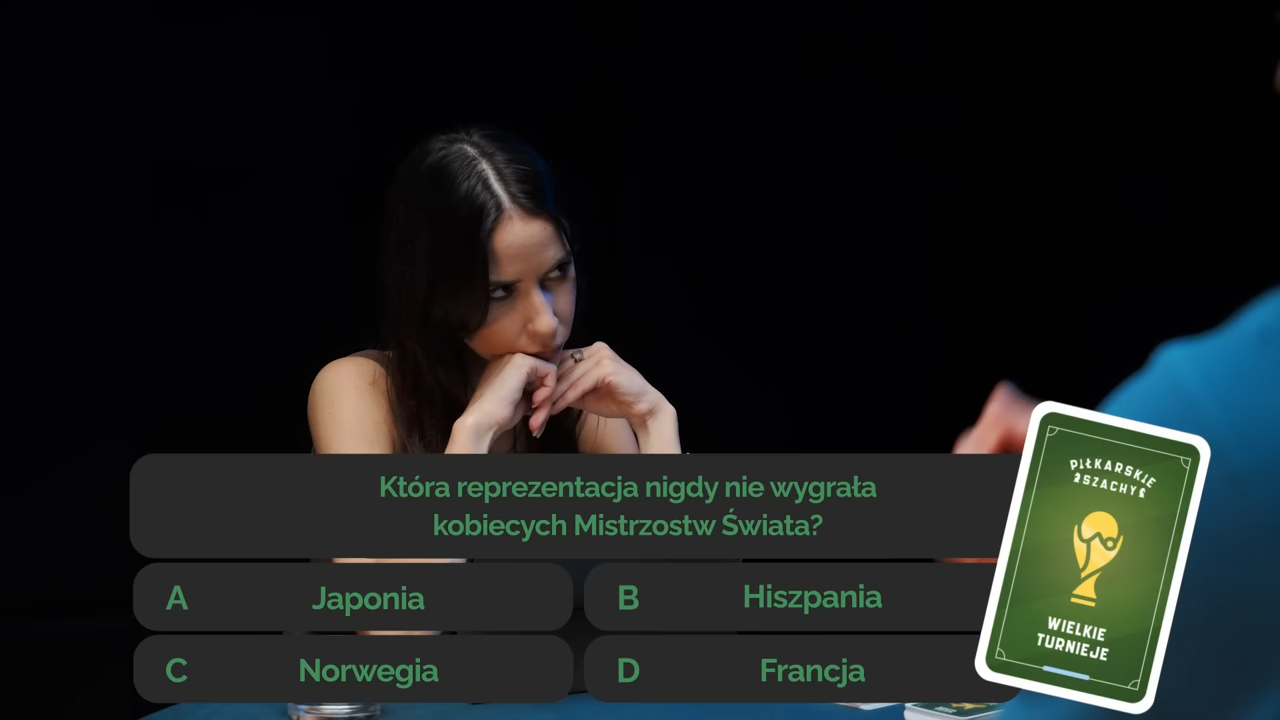 Która reprezentacja nigdy nie wygrała
kobiecych Mistrzostw Świata?
A Japonia
B Hiszpania
C Norwegia
D Francja
PIŁKARSKIE
SZACHY
WIELKIE
TURNIEJE